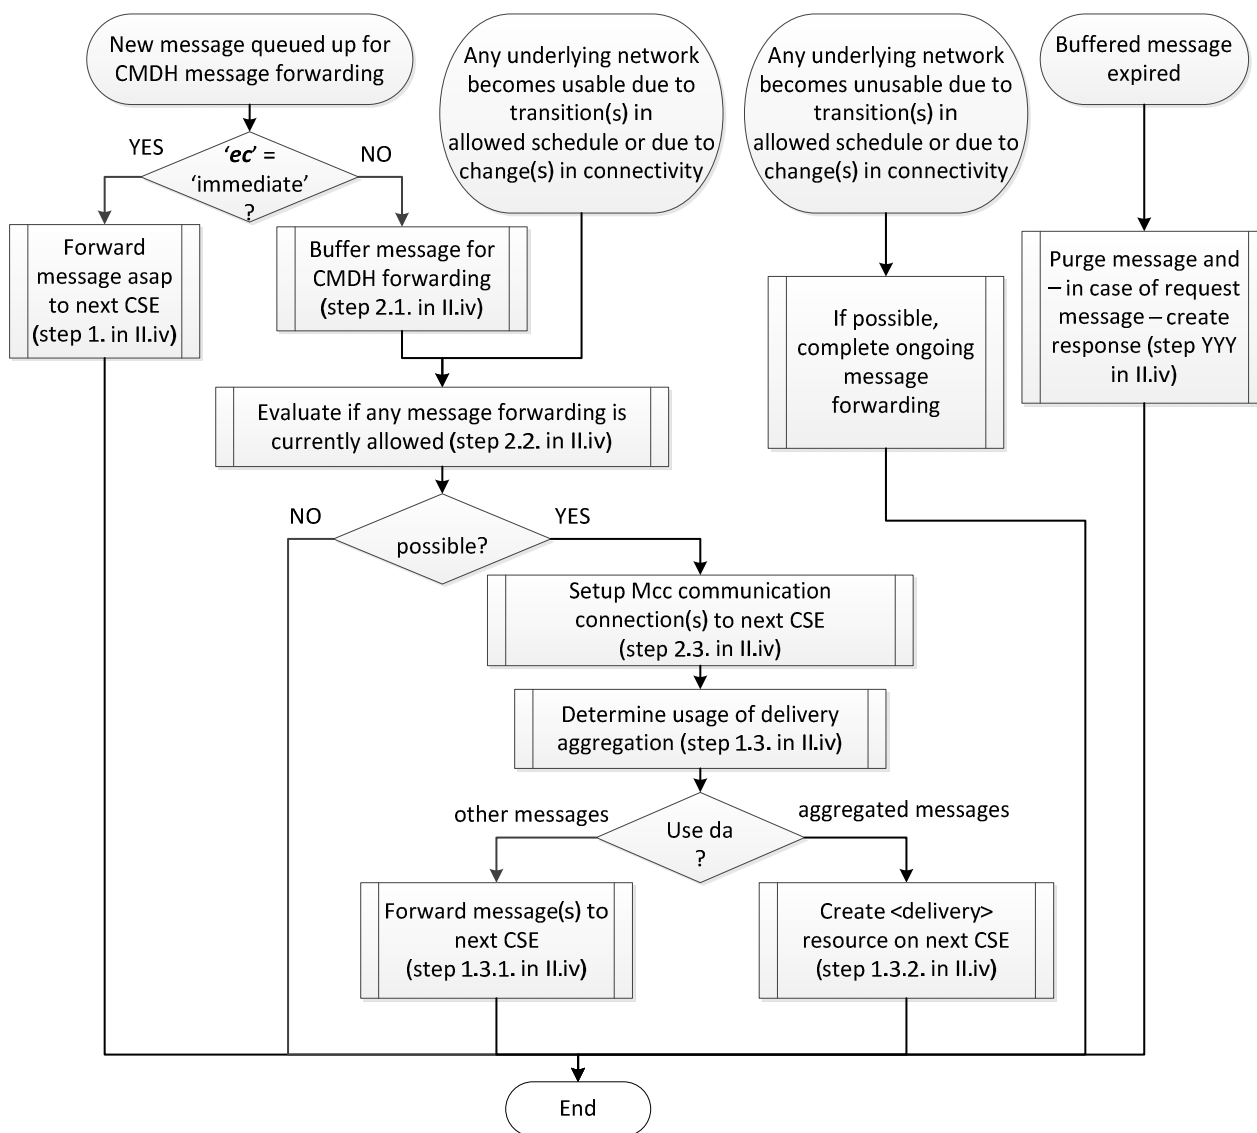 New message queued up for
CMDH message forwarding
Any underlying network
becomes usable due to
transition(s) in
allowed schedule or due to
change(s) in connectivity
Any underlying network
becomes unusable due to
transition(s) in
allowed schedule or due to
change(s) in connectivity
Buffered message
expired
YES
‘ec’ =
‘immediate’
?
NO
Forward
message asap
to next CSE
(step 1. in II.iv)
Buffer message for
CMDH forwarding
(step 2.1. in II.iv)
If possible,
complete ongoing
message
forwarding
Purge message and
– in case of request
message – create
response (step YYY
in II.iv)
Evaluate if any message forwarding is
currently allowed (step 2.2. in II.iv)
NO
possible?
YES
Setup Mcc communication
connection(s) to next CSE
(step 2.3. in II.iv)
Determine usage of delivery
aggregation (step 1.3. in II.iv)
other messages
Use da
?
aggregated messages
Forward message(s) to
next CSE
(step 1.3.1. in II.iv)
Create <delivery>
resource on next CSE
(step 1.3.2. in II.iv)
End